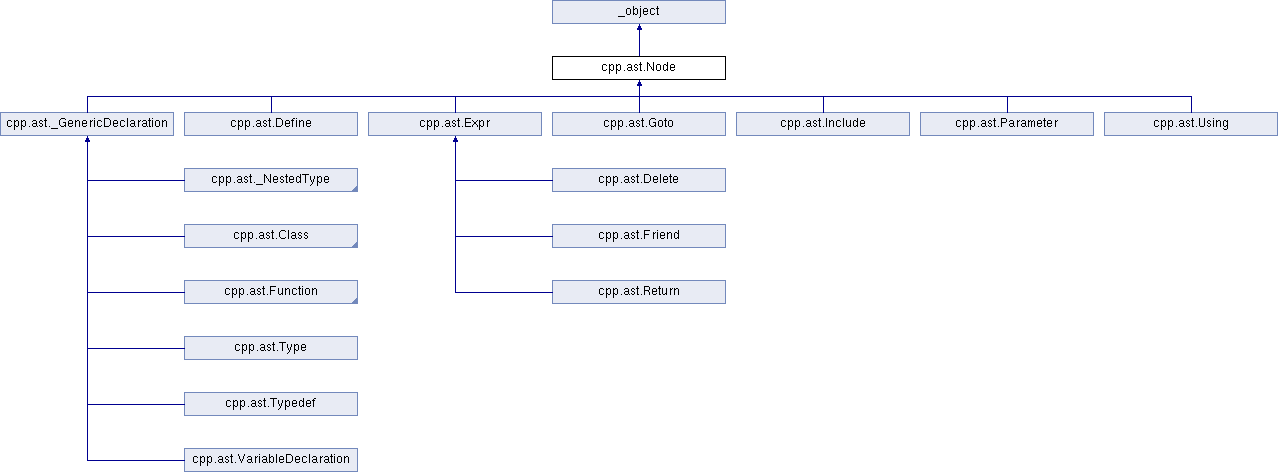 _object
cpp.ast.Node
cpp.ast._GenericDeclaration
cpp.ast.Define
cpp.ast.Expr
cpp.ast.Goto
cpp.ast.Include
cpp.ast.Parameter
cpp.ast.Using
cpp.ast._NestedType
cpp.ast.Delete
cpp.ast.Class
cpp.ast.Friend
cpp.ast.Function
cpp.ast.Return
cpp.ast.Type
cpp.ast.Typedef
cpp.ast.VariableDeclaration